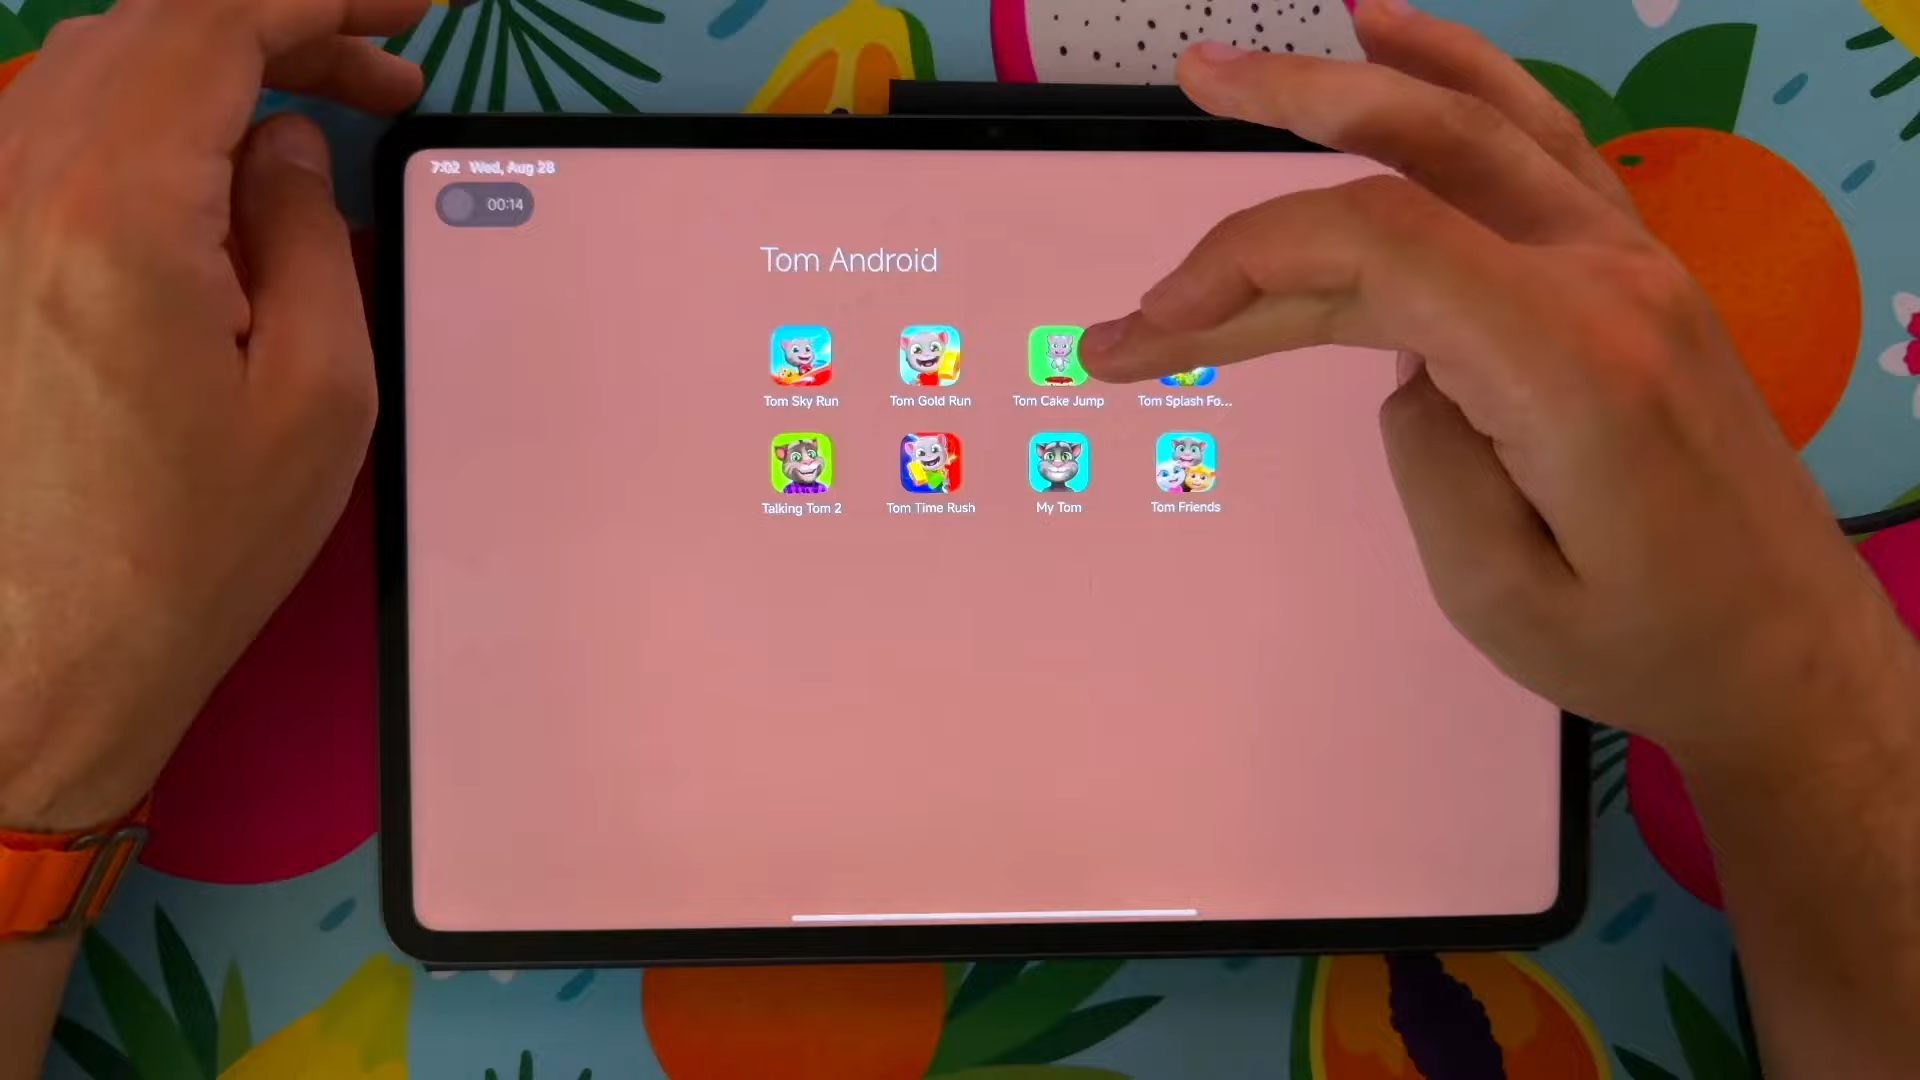 7:02 Wed, Aug 28
00:14
Tom Android
Tom Sky Run
Tom Gold Run
Tom Cake Jump
Tom Splash Fo...
Talking Tom 2
Tom Time Rush
My Tom
Tom Friends